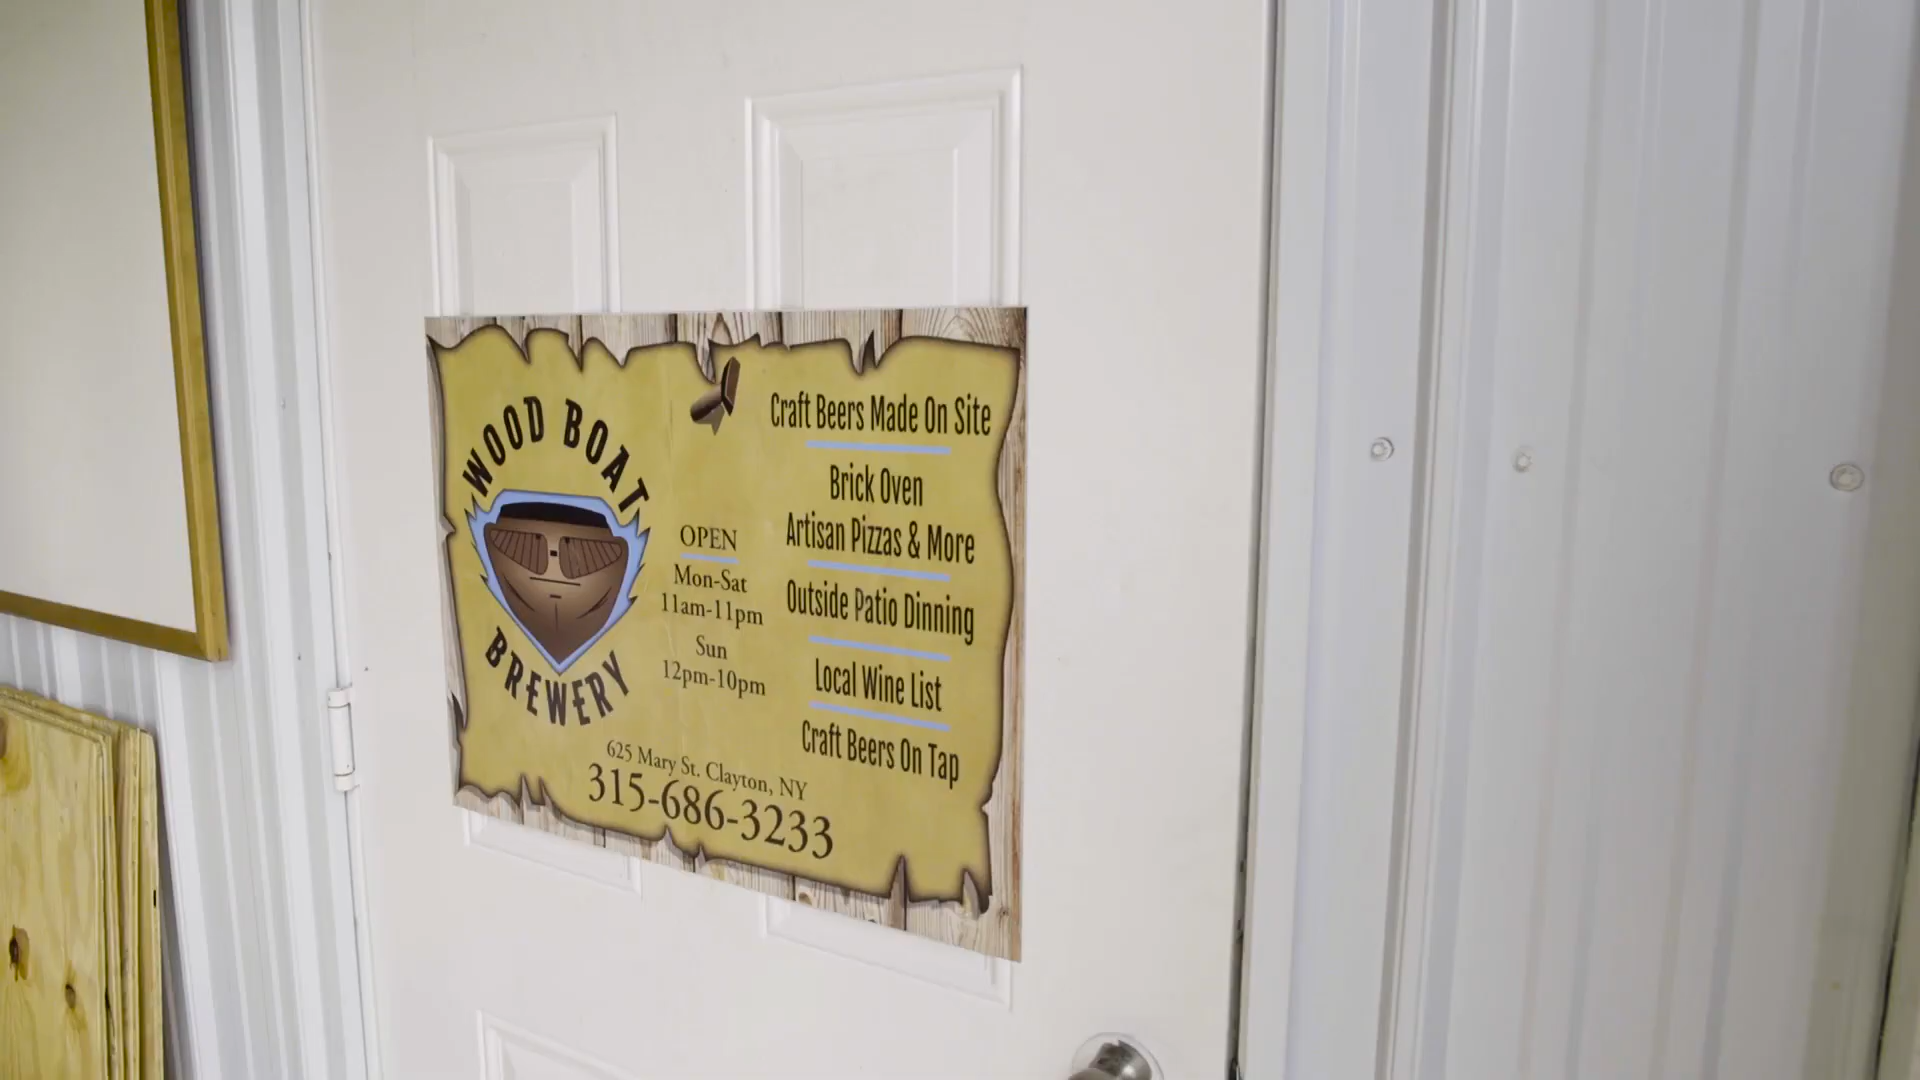 WOOD BOAT
BREWERY
OPEN
Mon-Sat
11am-11pm
Sun
12pm-10pm
Craft Beers Made On Site
Brick Oven
Artisan Pizzas & More
Outside Patio Dinning
Local Wine List
Craft Beers On Tap
625 Mary St. Clayton, NY
315-686-3233